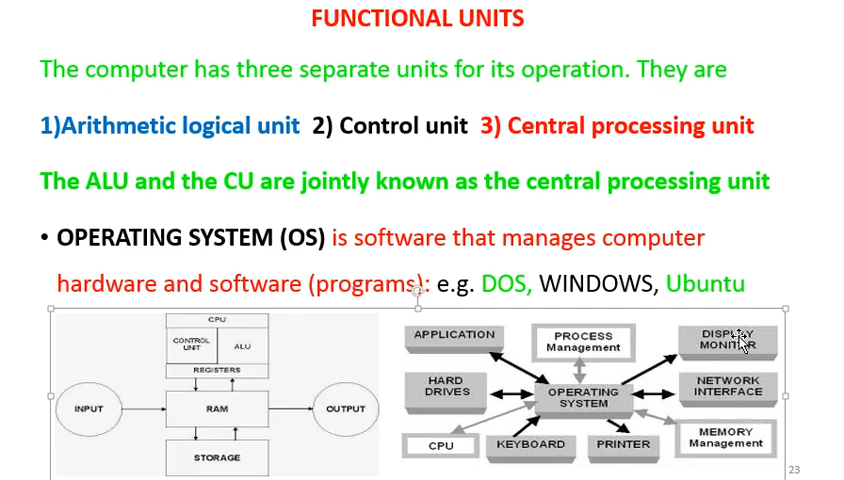 FUNCTIONAL UNITS
The computer has three separate units for its operation. They are
1)Arithmetic logical unit 2) Control unit 3) Central processing unit
The ALU and the CU are jointly known as the central processing unit
• OPERATING SYSTEM (OS) is software that manages computer
hardware and software (programs): e.g. DOS, WINDOWS, Ubuntu
CPU
CONTROL
UNIT
ALU
REGISTERS
INPUT
RAM
OUTPUT
STORAGE
APPLICATION
PROCESS
Management
DISPLAY
MONITOR
HARD
DRIVES
OPERATING
SYSTEM
NETWORK
INTERFACE
CPU
KEYBOARD
PRINTER
MEMORY
Management
23